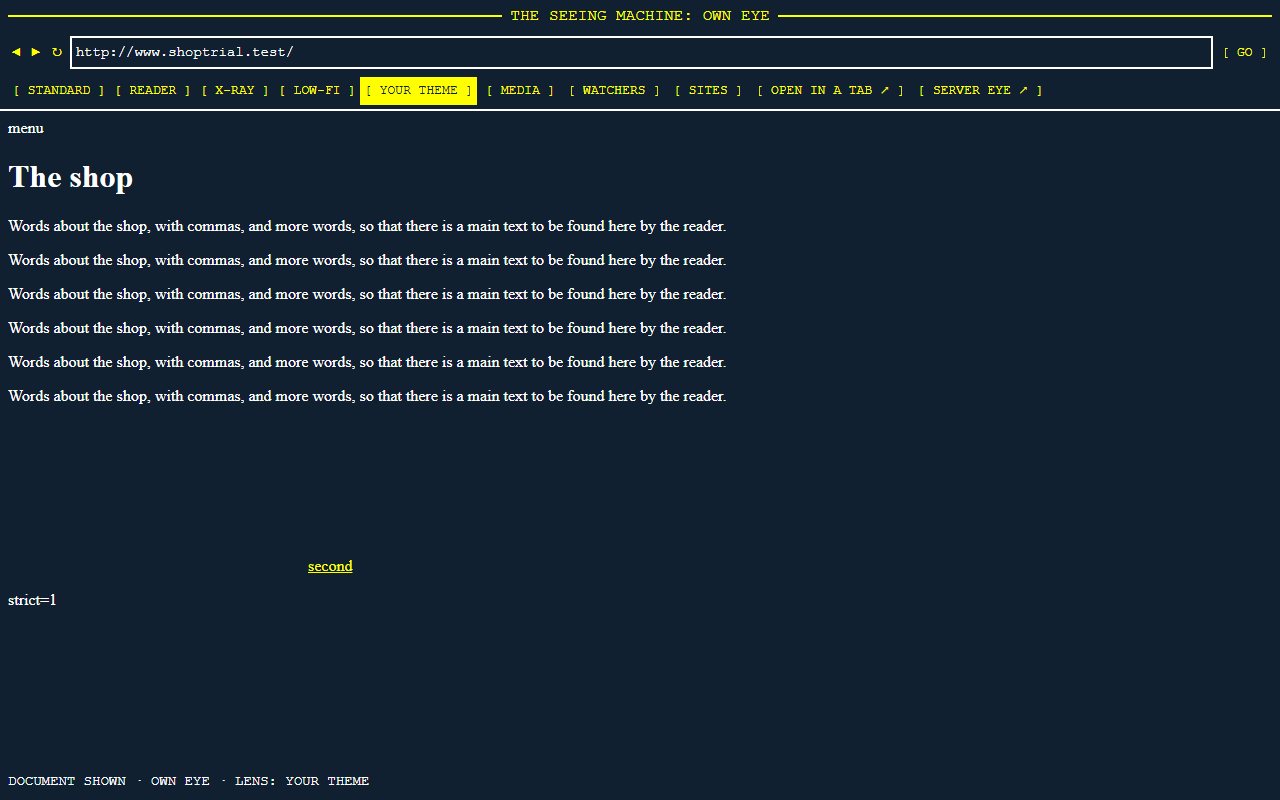 THE SEEING MACHINE: OWN EYE
◄ ► ↻ http://www.shoptrial.test/ [ GO ]
[ STANDARD ] [ READER ] [ X-RAY ] [ LOW-FI ] [ YOUR THEME ] [ MEDIA ] [ WATCHERS ] [ SITES ] [ OPEN IN A TAB ↗ ] [ SERVER EYE ↗ ]
menu
The shop
Words about the shop, with commas, and more words, so that there is a main text to be found here by the reader.
Words about the shop, with commas, and more words, so that there is a main text to be found here by the reader.
Words about the shop, with commas, and more words, so that there is a main text to be found here by the reader.
Words about the shop, with commas, and more words, so that there is a main text to be found here by the reader.
Words about the shop, with commas, and more words, so that there is a main text to be found here by the reader.
Words about the shop, with commas, and more words, so that there is a main text to be found here by the reader.
second
strict=1
DOCUMENT SHOWN · OWN EYE · LENS: YOUR THEME